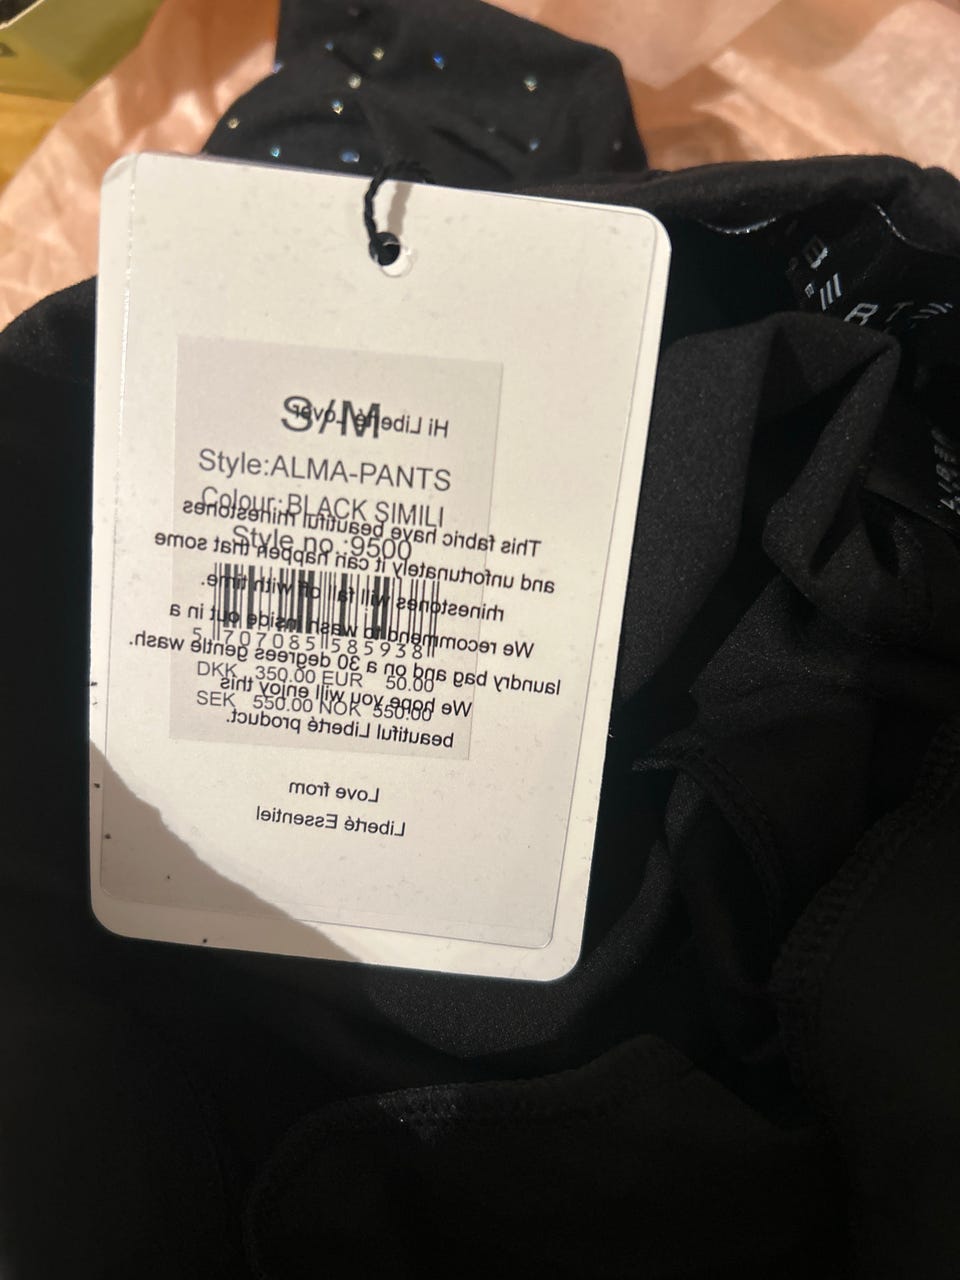 S/M
Style:ALMA-PANTS
Colour:BLACK SIMILI
Style no.:9500
5 707085 585938
DKK 350.00 EUR 50.00
SEK 550.00 NOK 550.00
Hi Liberté Lover
This fabric have beautiful rhinestones
and unfortunately it can happen that some
rhinestones will fall off with time.
We recommend to wash inside out in a
laundry bag and on a 30 degrees gentle wash.
We hope you will enjoy this
beautiful Liberté product.
Love from
Liberté Essentiel